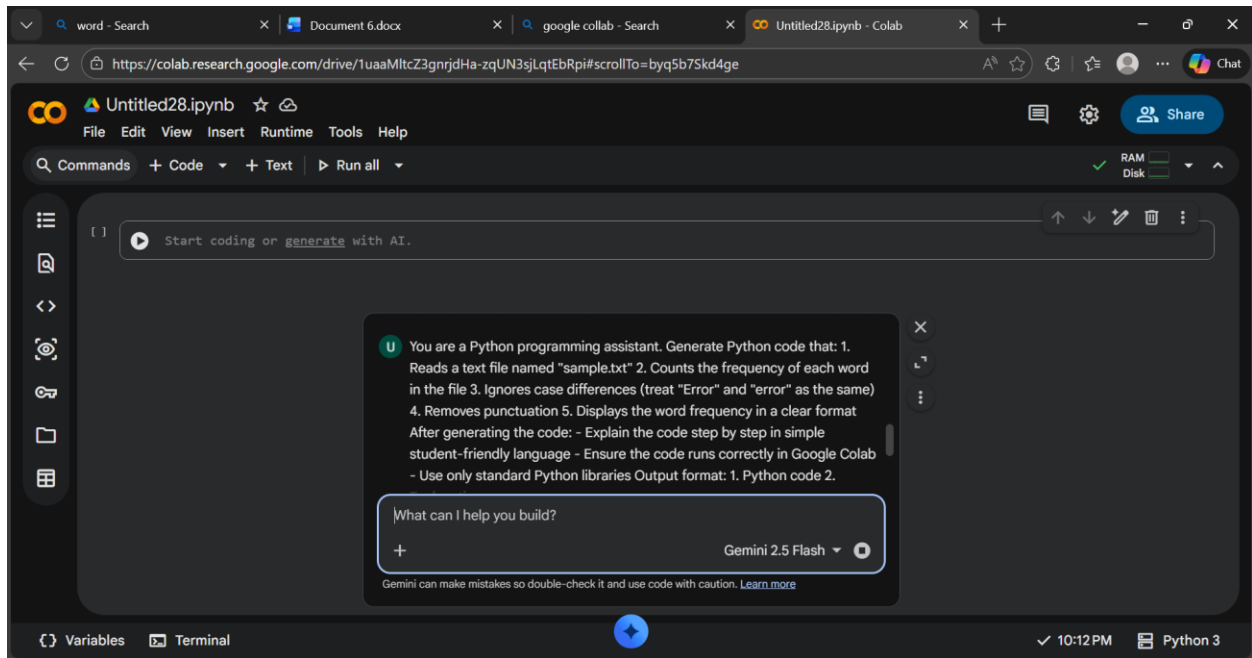 word - Search
Document 6.docx
google collab - Search
Untitled28.ipynb - Colab
https://colab.research.google.com/drive/1uaaMltcZ3gnrjdHa-zqUN3sjLqtEbRpi#scrollTo=byq5b7Skd4ge
Chat
Untitled28.ipynb
File Edit View Insert Runtime Tools Help
Share
Commands + Code + Text Run all
RAM
Disk
[ ]
Start coding or generate with AI.
U
You are a Python programming assistant. Generate Python code that: 1.
Reads a text file named "sample.txt" 2. Counts the frequency of each word
in the file 3. Ignores case differences (treat "Error" and "error" as the same)
4. Removes punctuation 5. Displays the word frequency in a clear format
After generating the code: - Explain the code step by step in simple
student-friendly language - Ensure the code runs correctly in Google Colab
- Use only standard Python libraries Output format: 1. Python code 2.
What can I help you build?
Gemini 2.5 Flash
Gemini can make mistakes so double-check it and use code with caution. Learn more
Variables
Terminal
10:12 PM
Python 3